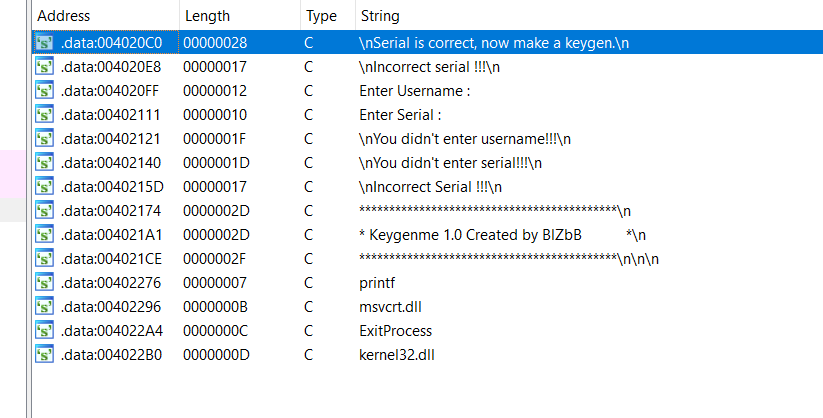 Address Length Type String
.data:004020C0 00000028 C \nSerial is correct, now make a keygen.\n
.data:004020E8 00000017 C \nIncorrect serial !!!\n
.data:004020FF 00000012 C Enter Username :
.data:00402111 00000010 C Enter Serial :
.data:00402121 0000001F C \nYou didn't enter username!!!\n
.data:00402140 0000001D C \nYou didn't enter serial!!!\n
.data:0040215D 00000017 C \nIncorrect Serial !!!\n
.data:00402174 0000002D C *******************************************\n
.data:004021A1 0000002D C * Keygenme 1.0 Created by BIZbB *\n
.data:004021CE 0000002F C *******************************************\n\n\n
.data:00402276 00000007 C printf
.data:00402296 0000000B C msvcrt.dll
.data:004022A4 0000000C C ExitProcess
.data:004022B0 0000000D C kernel32.dll